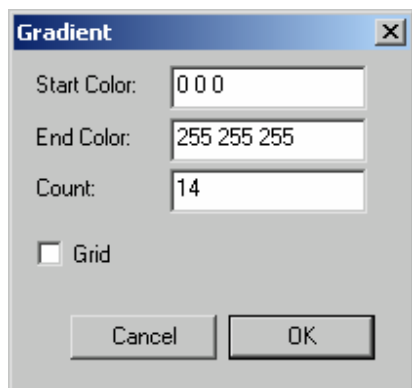 Gradient
Start Color: 0 0 0
End Color: 255 255 255
Count: 14
Grid
Cancel OK